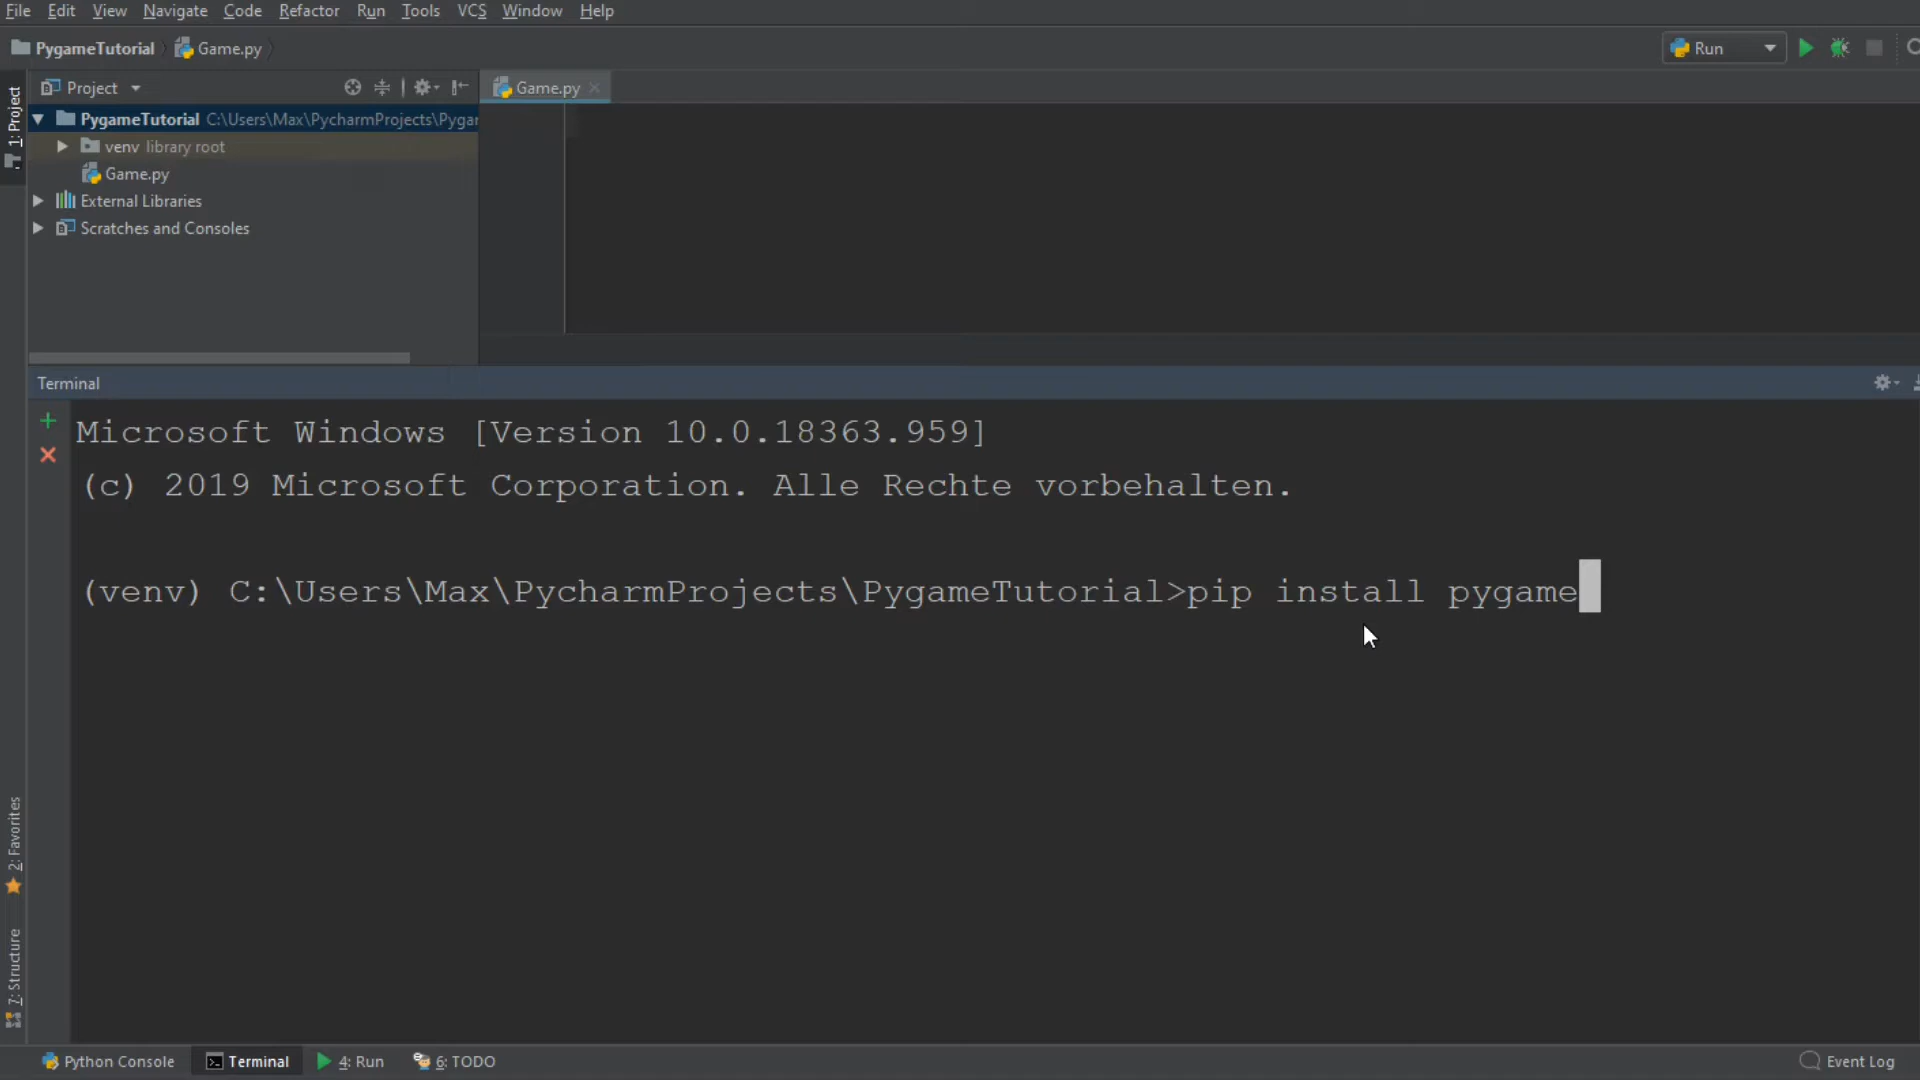 File Edit View Navigate Code Refactor Run Tools VCS Window Help
PygameTutorial Game.py Run
1: Project
Project Game.py
PygameTutorial C:\Users\Max\PycharmProjects\Pygar
venv library root
Game.py
External Libraries
Scratches and Consoles
Terminal
Microsoft Windows [Version 10.0.18363.959]
(c) 2019 Microsoft Corporation. Alle Rechte vorbehalten.
(venv) C:\Users\Max\PycharmProjects\PygameTutorial>pip install pygame
2: Favorites
7: Structure
Python Console Terminal 4: Run 6: TODO Event Log